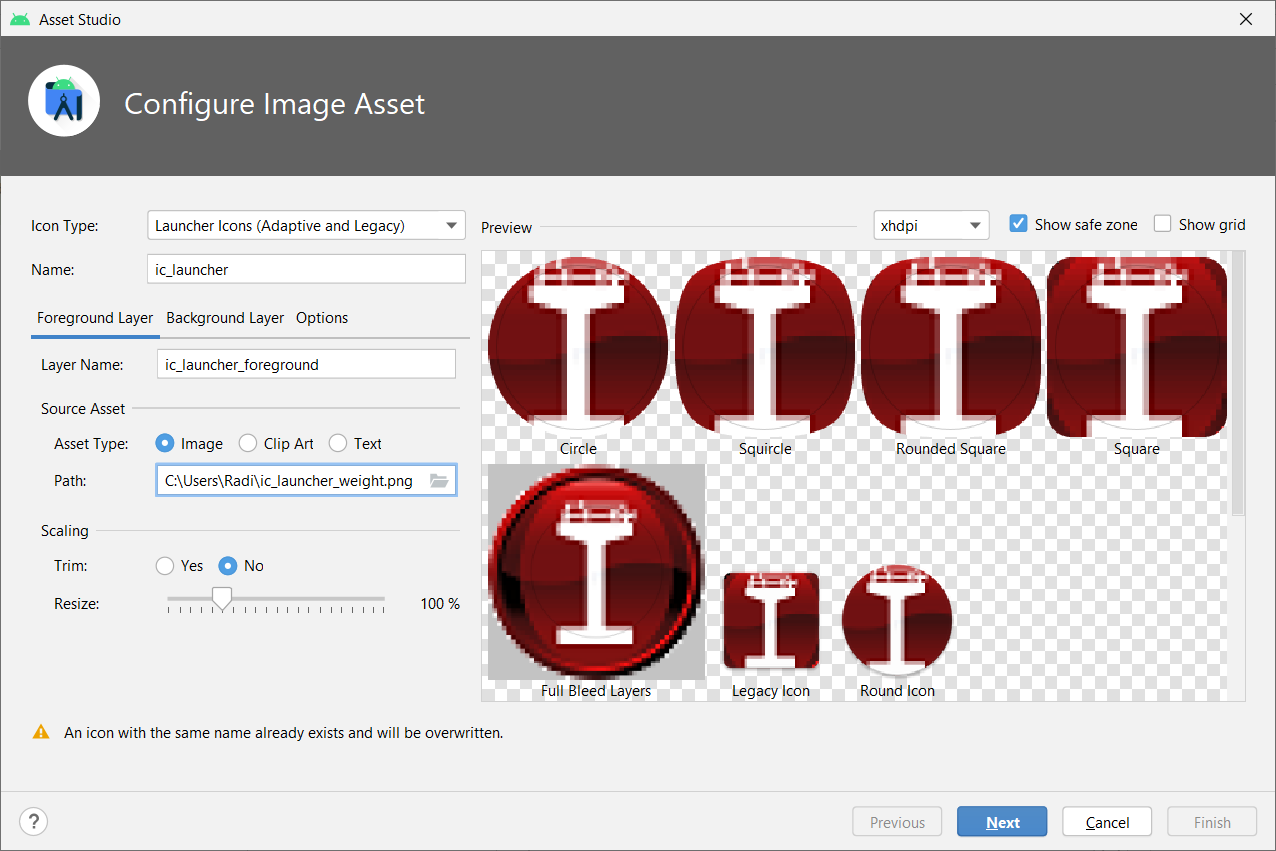 Asset Studio
Configure Image Asset
Icon Type: Launcher Icons (Adaptive and Legacy)
Name: ic_launcher
Foreground Layer Background Layer Options
Layer Name: ic_launcher_foreground
Source Asset
Asset Type: Image Clip Art Text
Path: C:\Users\Radi\ic_launcher_weight.png
Scaling
Trim: Yes No
Resize: 100 %
Preview xhdpi Show safe zone Show grid
Circle Squircle Rounded Square Square
Full Bleed Layers Legacy Icon Round Icon
An icon with the same name already exists and will be overwritten.
? Previous Next Cancel Finish